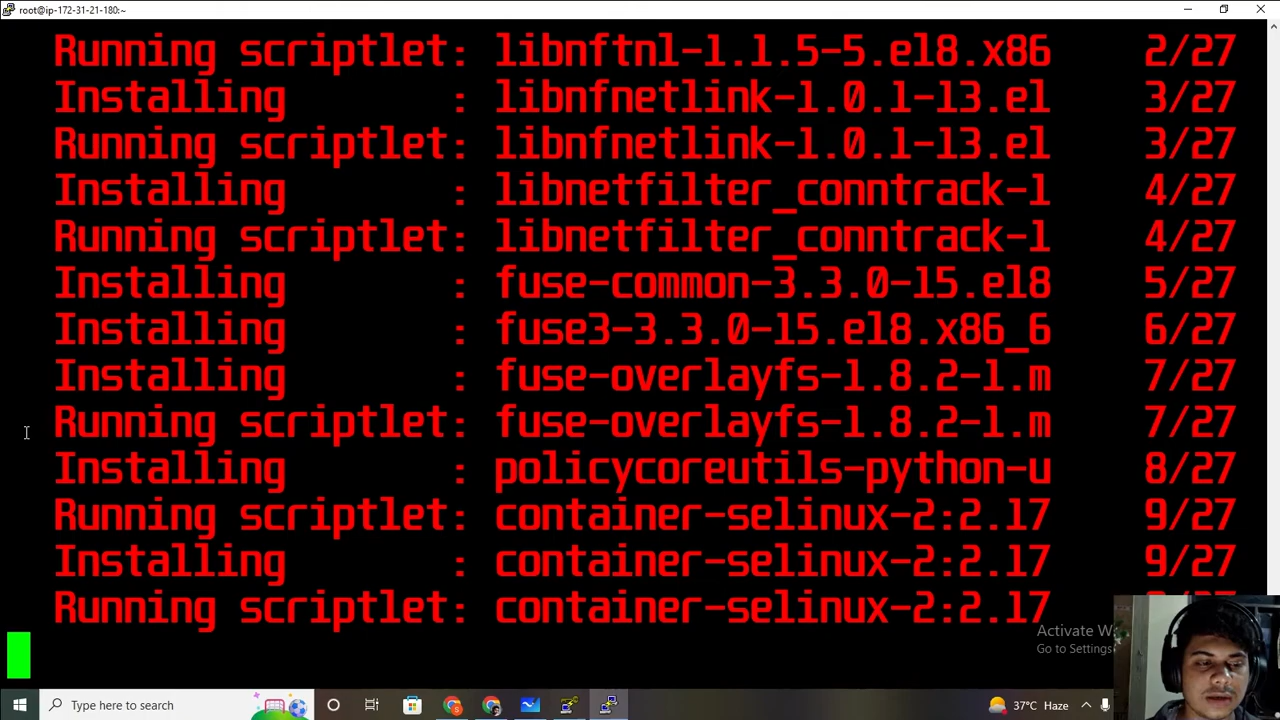 root@ip-172-31-21-180:~
Running scriptlet: libnftnl-1.1.5-5.el8.x86 2/27
Installing : libnfnetlink-1.0.1-13.el 3/27
Running scriptlet: libnfnetlink-1.0.1-13.el 3/27
Installing : libnetfilter_conntrack-1 4/27
Running scriptlet: libnetfilter_conntrack-1 4/27
Installing : fuse-common-3.3.0-15.el8 5/27
Installing : fuse3-3.3.0-15.el8.x86_6 6/27
Installing : fuse-overlayfs-1.8.2-1.m 7/27
Running scriptlet: fuse-overlayfs-1.8.2-1.m 7/27
Installing : policycoreutils-python-u 8/27
Running scriptlet: container-selinux-2:2.17 9/27
Installing : container-selinux-2:2.17 9/27
Running scriptlet: container-selinux-2:2.17
Activate W
Go to Settings
Type here to search
37°C Haze